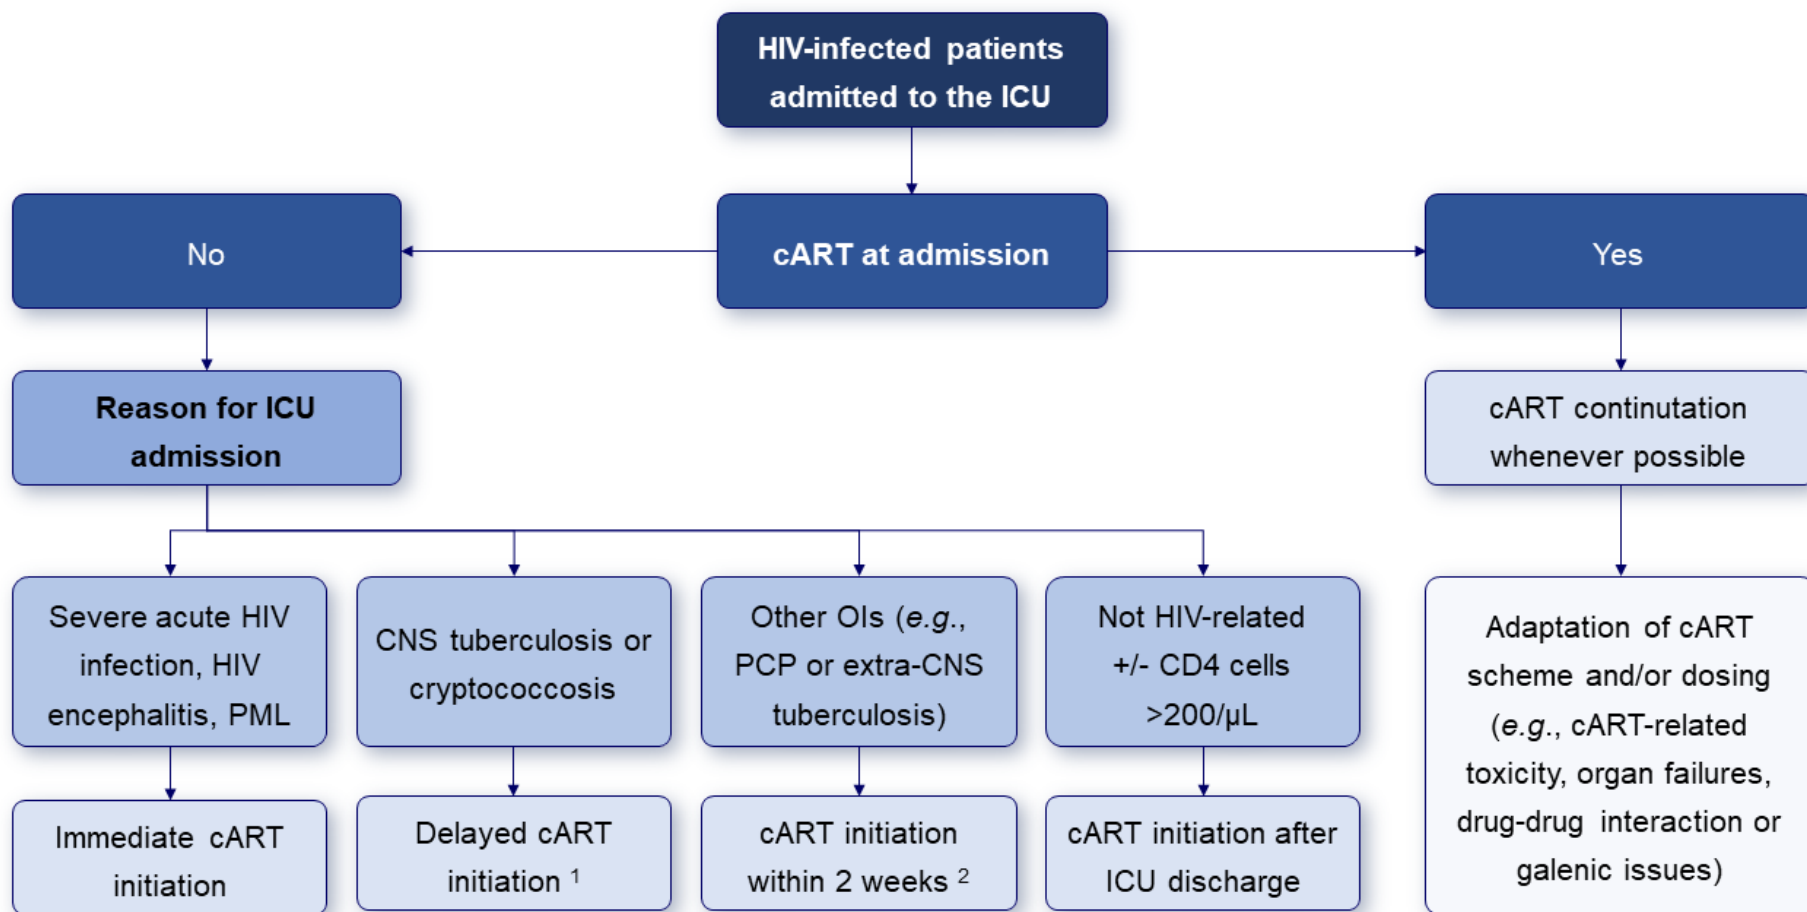 HIV-infected patients
admitted to the ICU
No
cART at admission
Yes
Reason for ICU
admission
cART continutation
whenever possible
Severe acute HIV
infection, HIV
encephalitis, PML
CNS tuberculosis or
cryptococcosis
Other OIs (e.g.,
PCP or extra-CNS
tuberculosis)
Not HIV-related
+/- CD4 cells
>200/µL
Adaptation of cART
scheme and/or dosing
(e.g., cART-related
toxicity, organ failures,
drug-drug interaction or
galenic issues)
Immediate cART
initiation
Delayed cART
initiation ¹
cART initiation
within 2 weeks ²
cART initiation after
ICU discharge